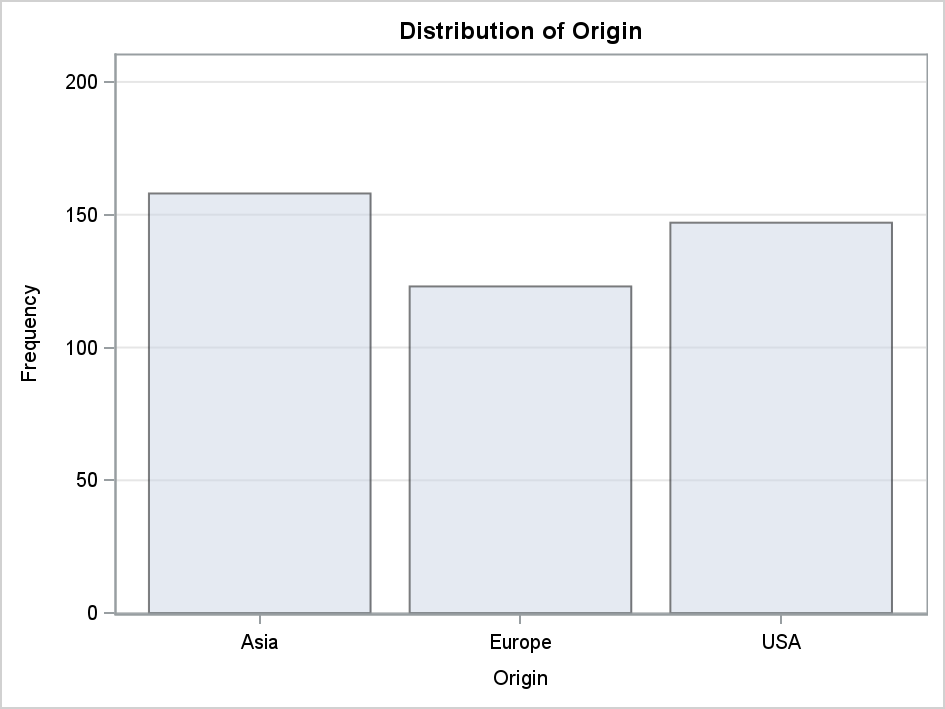 Distribution of Origin
200
150
100
50
0
Frequency
Asia Europe USA
Origin